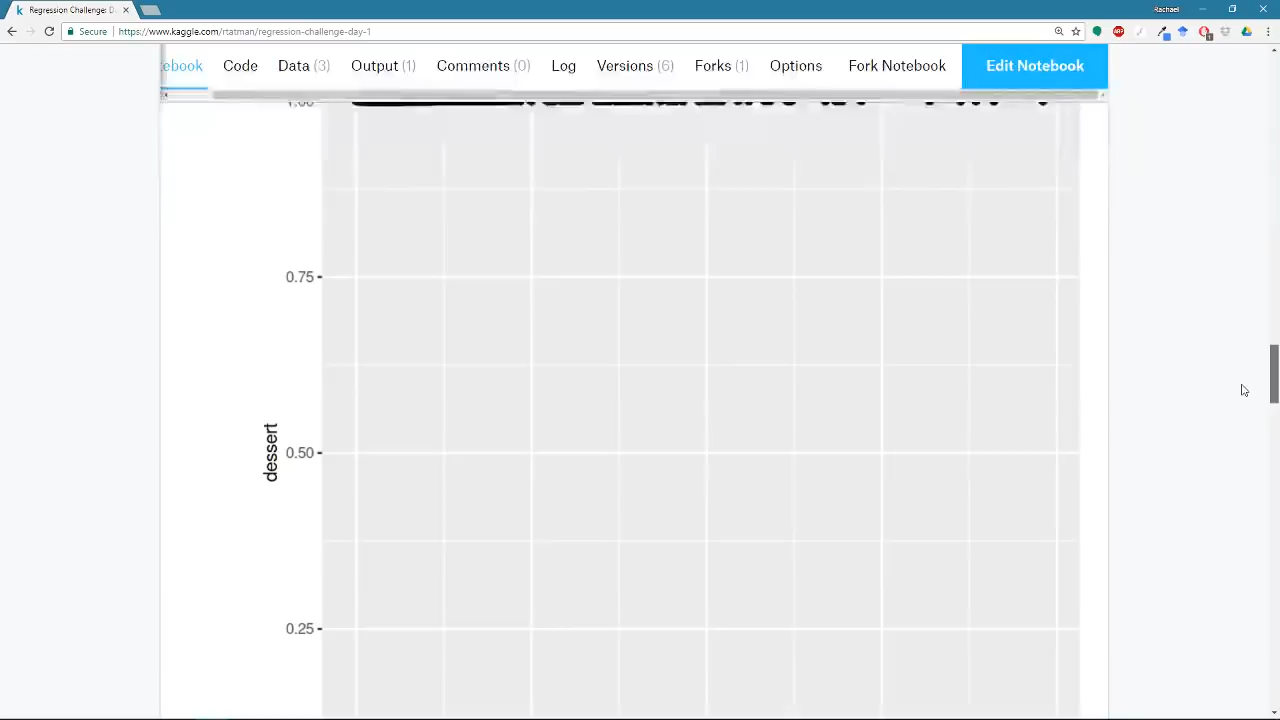 Regression Challenge: D
Rachael
Secure
https://www.kaggle.com/rtatman/regression-challenge-day-1
ebook Code Data (3) Output (1) Comments (0) Log Versions (6) Forks (1) Options Fork Notebook Edit Notebook
1.00
0.75
dessert
0.50
0.25